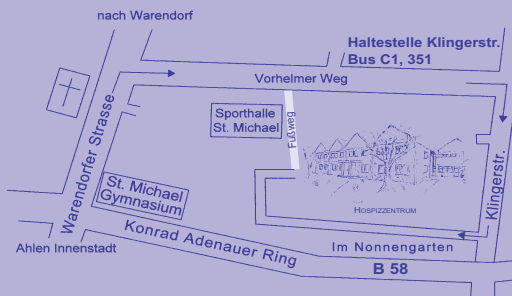 nach Warendorf
Haltestelle Klingerstr.
Bus C1, 351
Vorhelmer Weg
Warendorfer Strasse
Sporthalle
St. Michael
Fußweg
Klingerstr.
St. Michael
Gymnasium
HOSPIZZENTRUM
Konrad Adenauer Ring
Im Nonnengarten
Ahlen Innenstadt
B 58